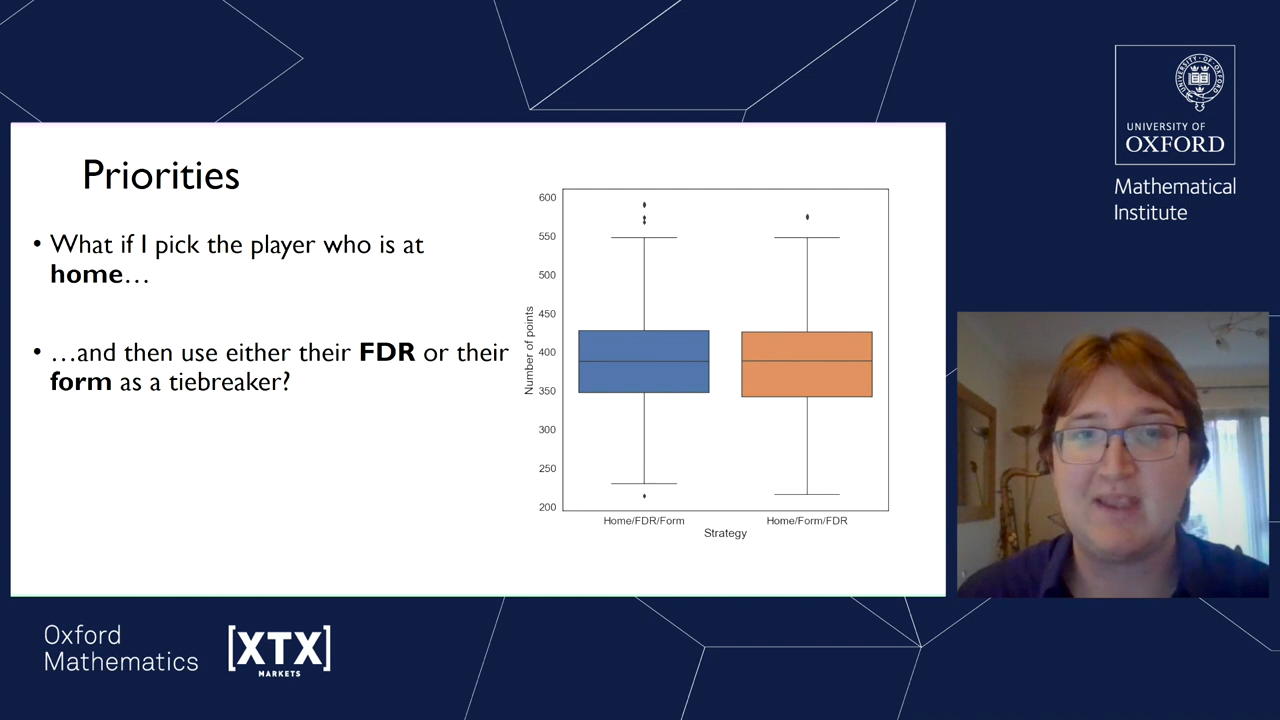 Priorities
• What if I pick the player who is at
home…
• …and then use either their FDR or their
form as a tiebreaker?
600
550
500
450
400
350
300
250
200
Number of points
Home/FDR/Form
Home/Form/FDR
Strategy
UNIVERSITY OF
OXFORD
Mathematical
Institute
Oxford
Mathematics
[XTX]
MARKETS